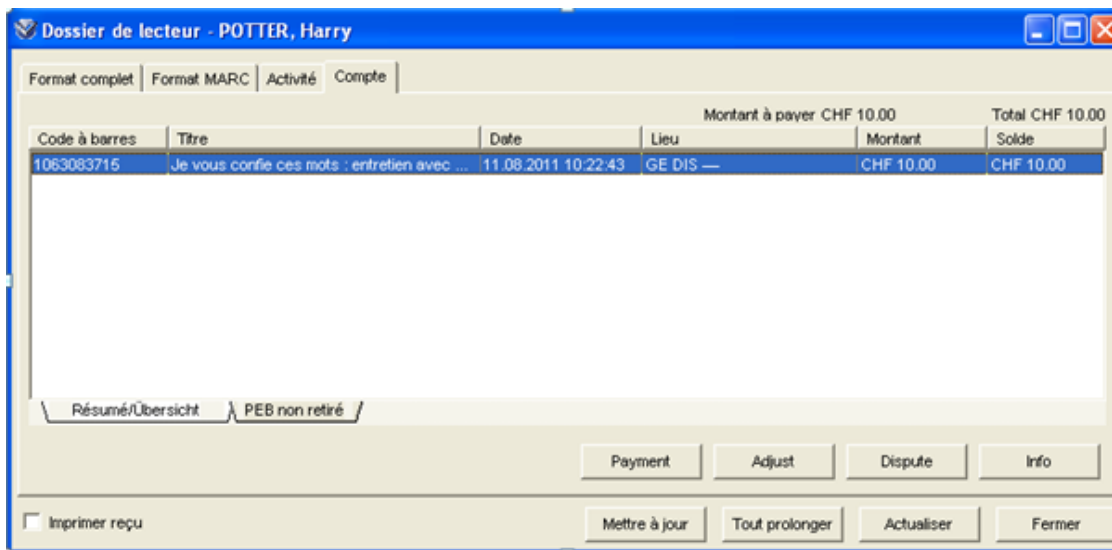 Dossier de lecteur - POTTER, Harry
Format complet Format MARC Activité Compte
Montant à payer CHF 10.00 Total CHF 10.00
Code à barres Titre Date Lieu Montant Solde
1063083715 Je vous confie ces mots : entretien avec ... 11.08.2011 10:22:43 GE DIS — CHF 10.00 CHF 10.00
Résumé/Übersicht PEB non retiré
Payment Adjust Dispute Info
Imprimer reçu Mettre à jour Tout prolonger Actualiser Fermer